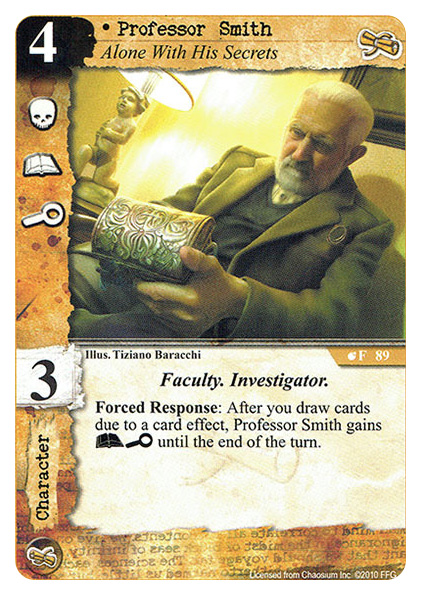 4
• Professor Smith
Alone With His Secrets
Illus. Tiziano Baracchi
F 89
3
Faculty. Investigator.
Forced Response: After you draw cards
due to a card effect, Professor Smith gains
until the end of the turn.
Character
Licensed from Chaosium Inc. ©2010 FFG